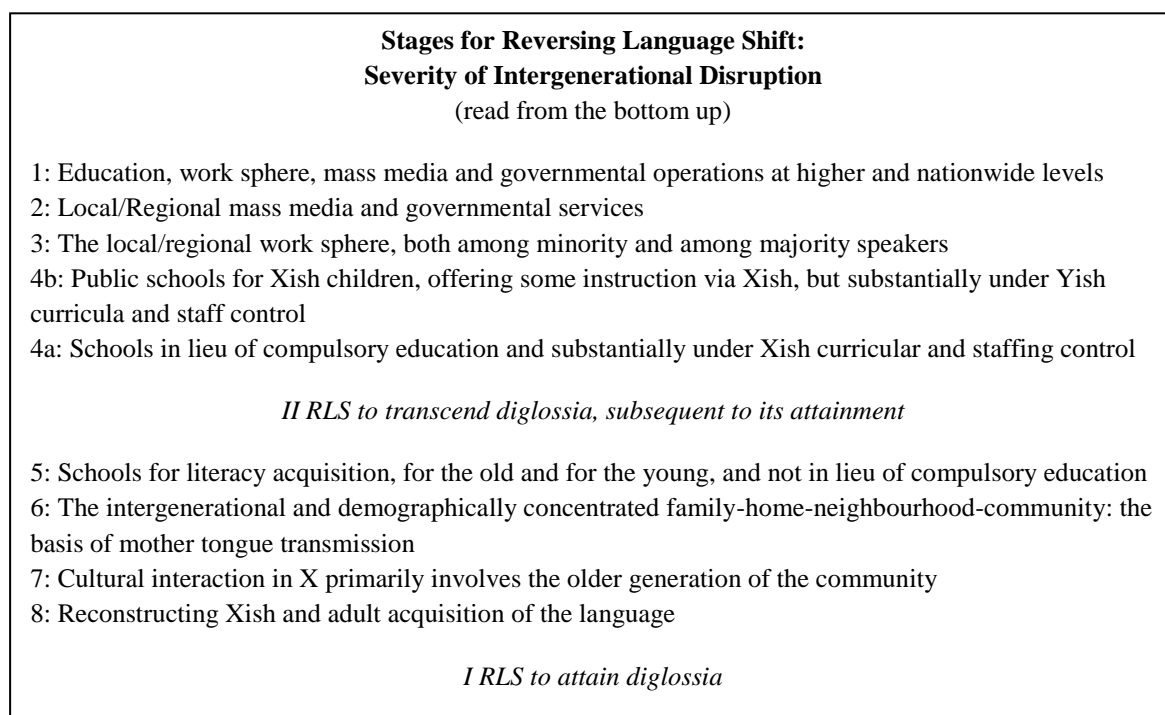 Stages for Reversing Language Shift:
Severity of Intergenerational Disruption
(read from the bottom up)
1: Education, work sphere, mass media and governmental operations at higher and nationwide levels
2: Local/Regional mass media and governmental services
3: The local/regional work sphere, both among minority and among majority speakers
4b: Public schools for Xish children, offering some instruction via Xish, but substantially under Yish
curricula and staff control
4a: Schools in lieu of compulsory education and substantially under Xish curricular and staffing control
II RLS to transcend diglossia, subsequent to its attainment
5: Schools for literacy acquisition, for the old and for the young, and not in lieu of compulsory education
6: The intergenerational and demographically concentrated family-home-neighbourhood-community: the
basis of mother tongue transmission
7: Cultural interaction in X primarily involves the older generation of the community
8: Reconstructing Xish and adult acquisition of the language
I RLS to attain diglossia